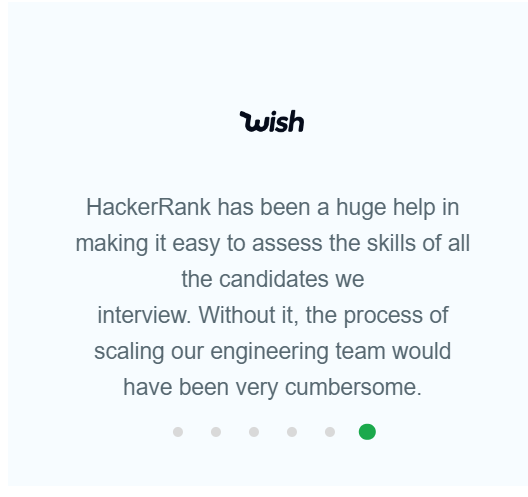 wish
HackerRank has been a huge help in
making it easy to assess the skills of all
the candidates we
interview. Without it, the process of
scaling our engineering team would
have been very cumbersome.